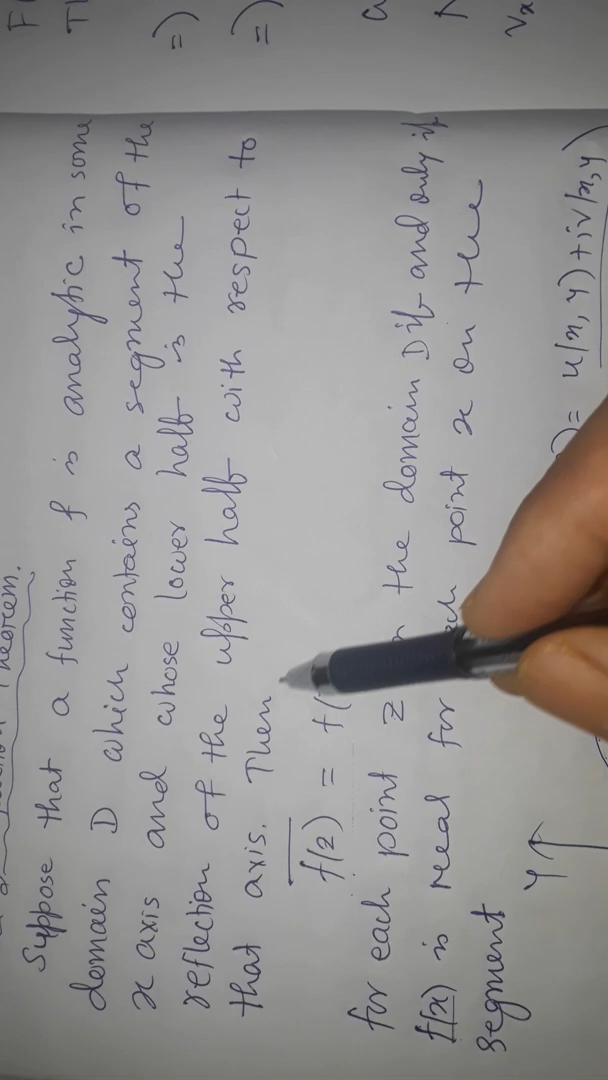 Theorem.
Suppose that a function f is analytic in some
domain D which contains a segment of the
x axis and whose lower half is the
reflection of the upper half with respect to
that axis. Then
\overline{f(z)} = f(
for each point z the domain D if and only if
f(x) is real for point x on the
segment
Y
= u(x, y) + iv(x, y)
=)
=)